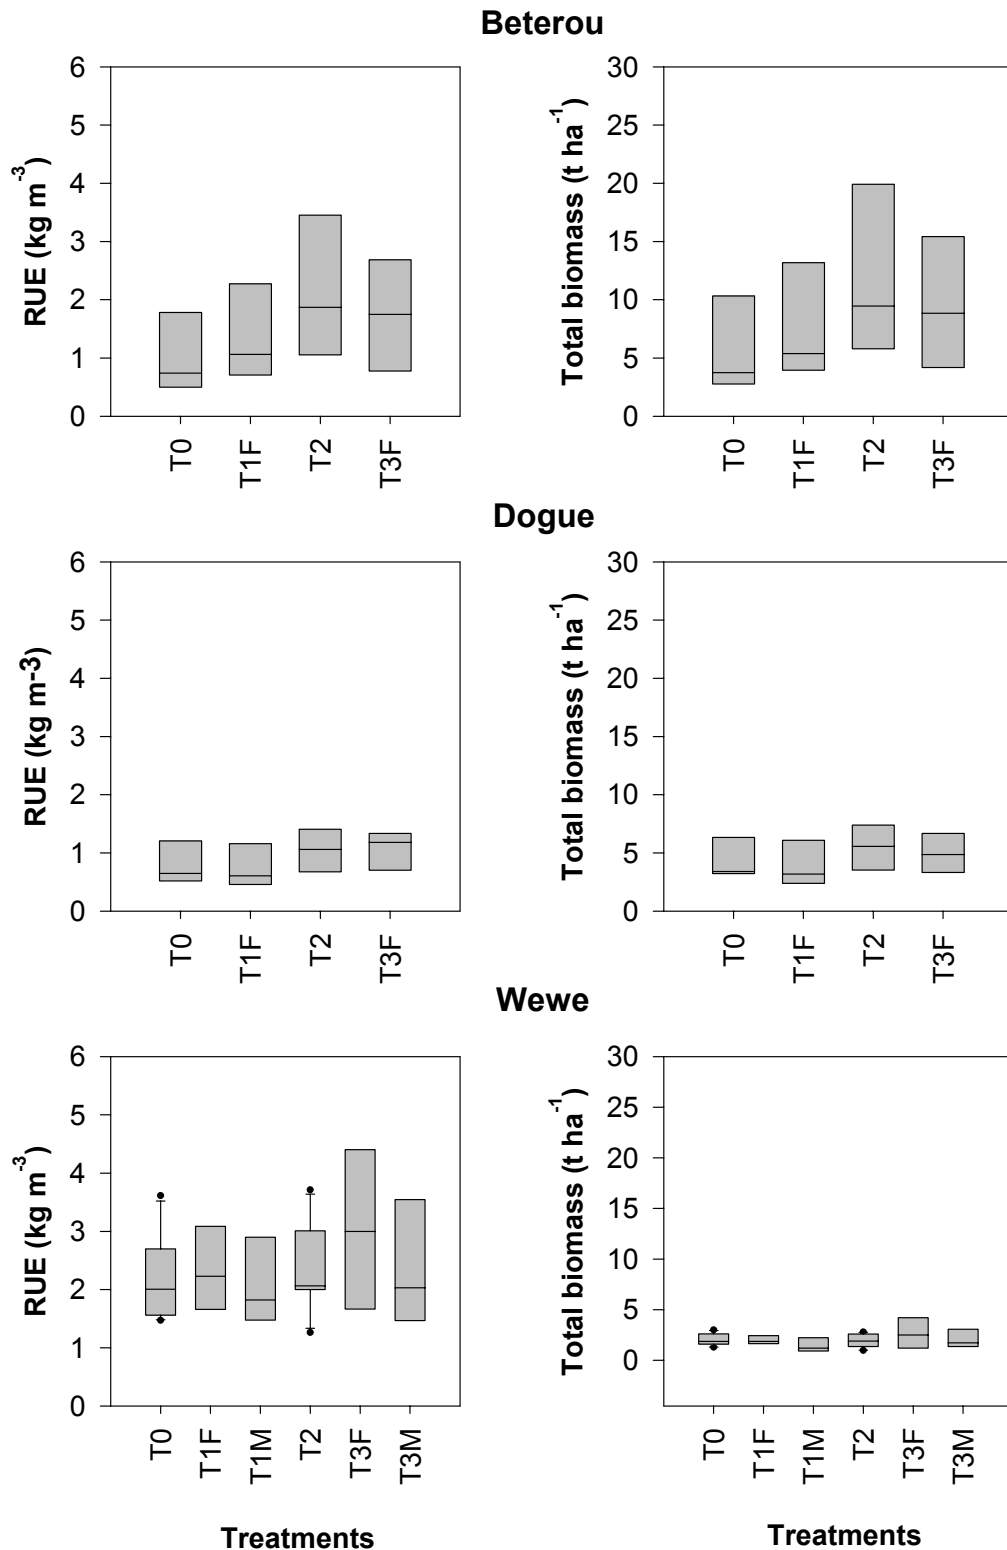 Beterou
RUE (kg m-3)
6
5
4
3
2
1
0
T0 T1F T2 T3F
Total biomass (t ha-1)
30
25
20
15
10
5
0
T0 T1F T2 T3F
Dogue
RUE (kg m-3)
6
5
4
3
2
1
0
T0 T1F T2 T3F
Total biomass (t ha-1)
30
25
20
15
10
5
0
T0 T1F T2 T3F
Wewe
RUE (kg m-3)
6
5
4
3
2
1
0
T0 T1F T1M T2 T3F T3M
Treatments
Total biomass (t ha-1)
30
25
20
15
10
5
0
T0 T1F T1M T2 T3F T3M
Treatments